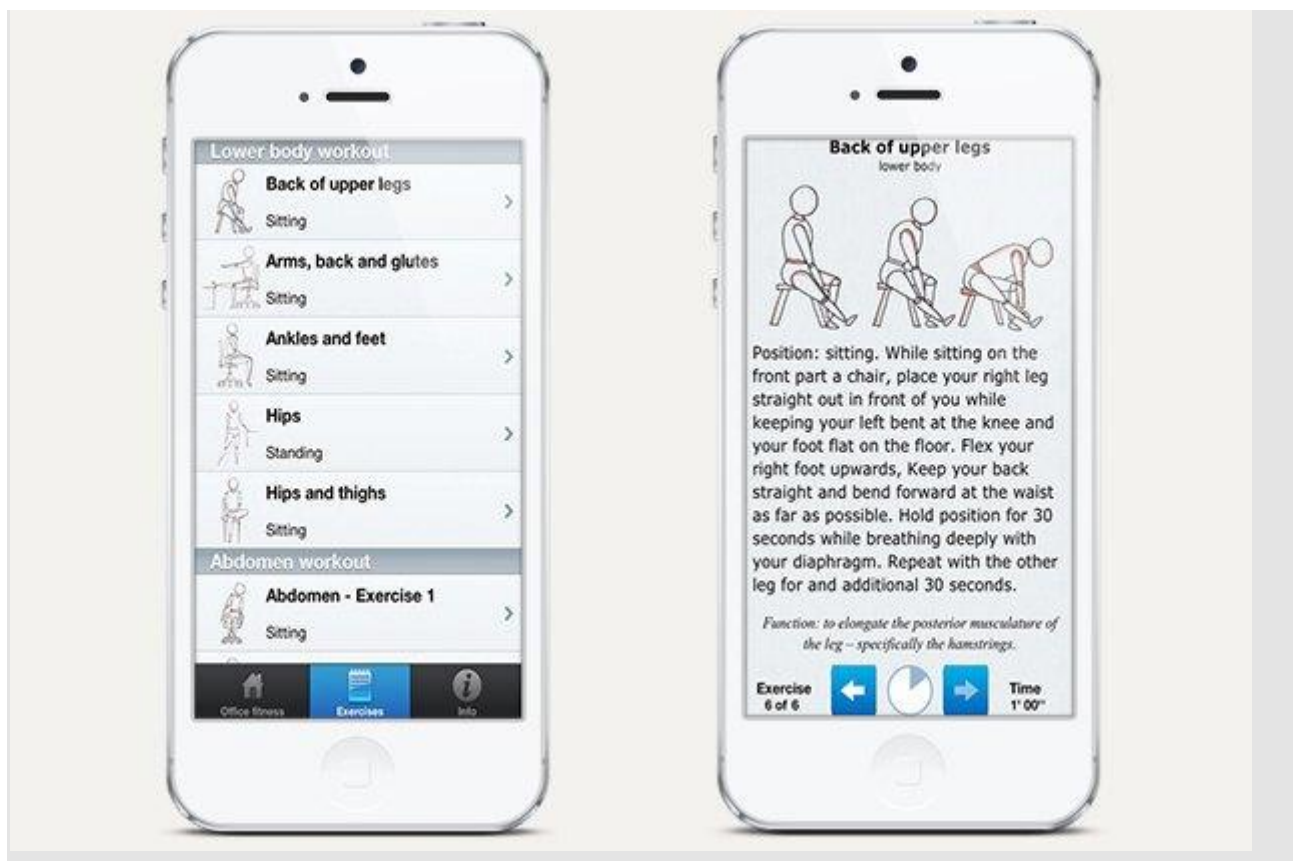 Lower body workout
Back of upper legs
Sitting
Arms, back and glutes
Sitting
Ankles and feet
Sitting
Hips
Standing
Hips and thighs
Sitting
Abdomen workout
Abdomen - Exercise 1
Sitting
Office fitness
Exercises
Info
Back of upper legs
lower body
Position: sitting. While sitting on the
front part a chair, place your right leg
straight out in front of you while
keeping your left bent at the knee and
your foot flat on the floor. Flex your
right foot upwards, Keep your back
straight and bend forward at the waist
as far as possible. Hold position for 30
seconds while breathing deeply with
your diaphragm. Repeat with the other
leg for and additional 30 seconds.
Function: to elongate the posterior musculature of
the leg – specifically the hamstrings.
Exercise
6 of 6
Time
1' 00"